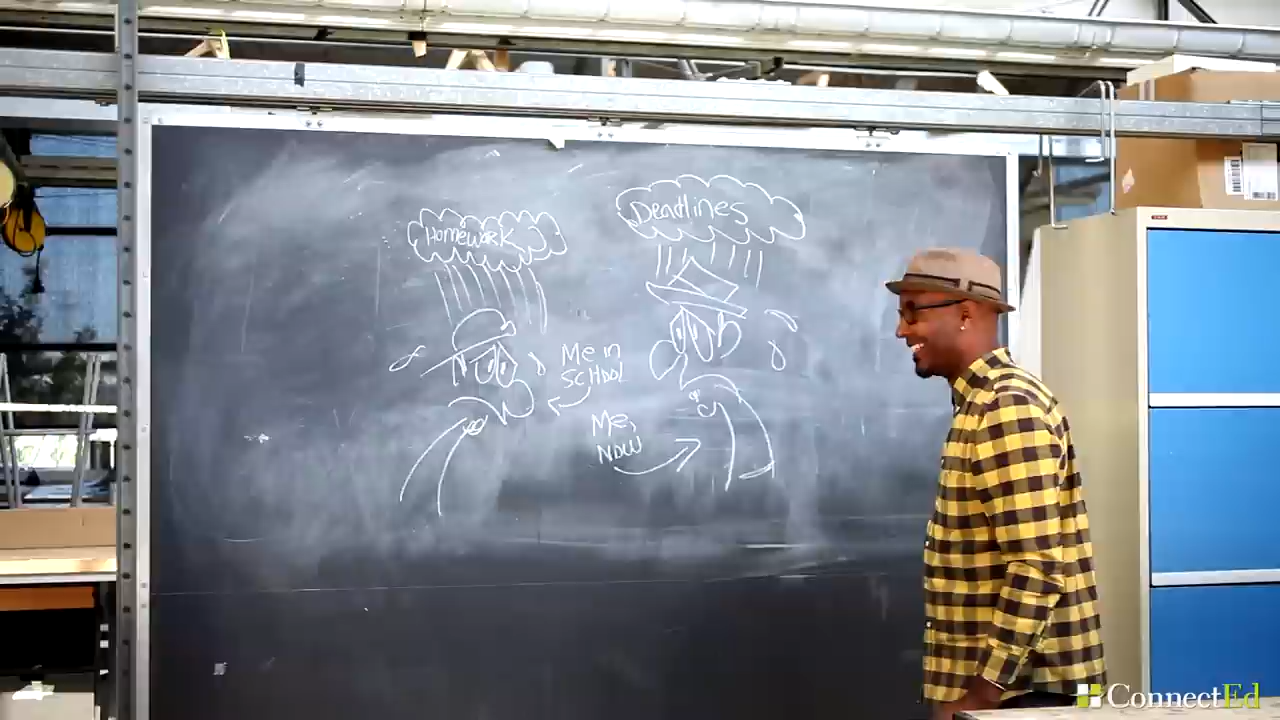 Homework
Deadlines
Me in
SCHOOL
Me,
NOW
ConnectEd